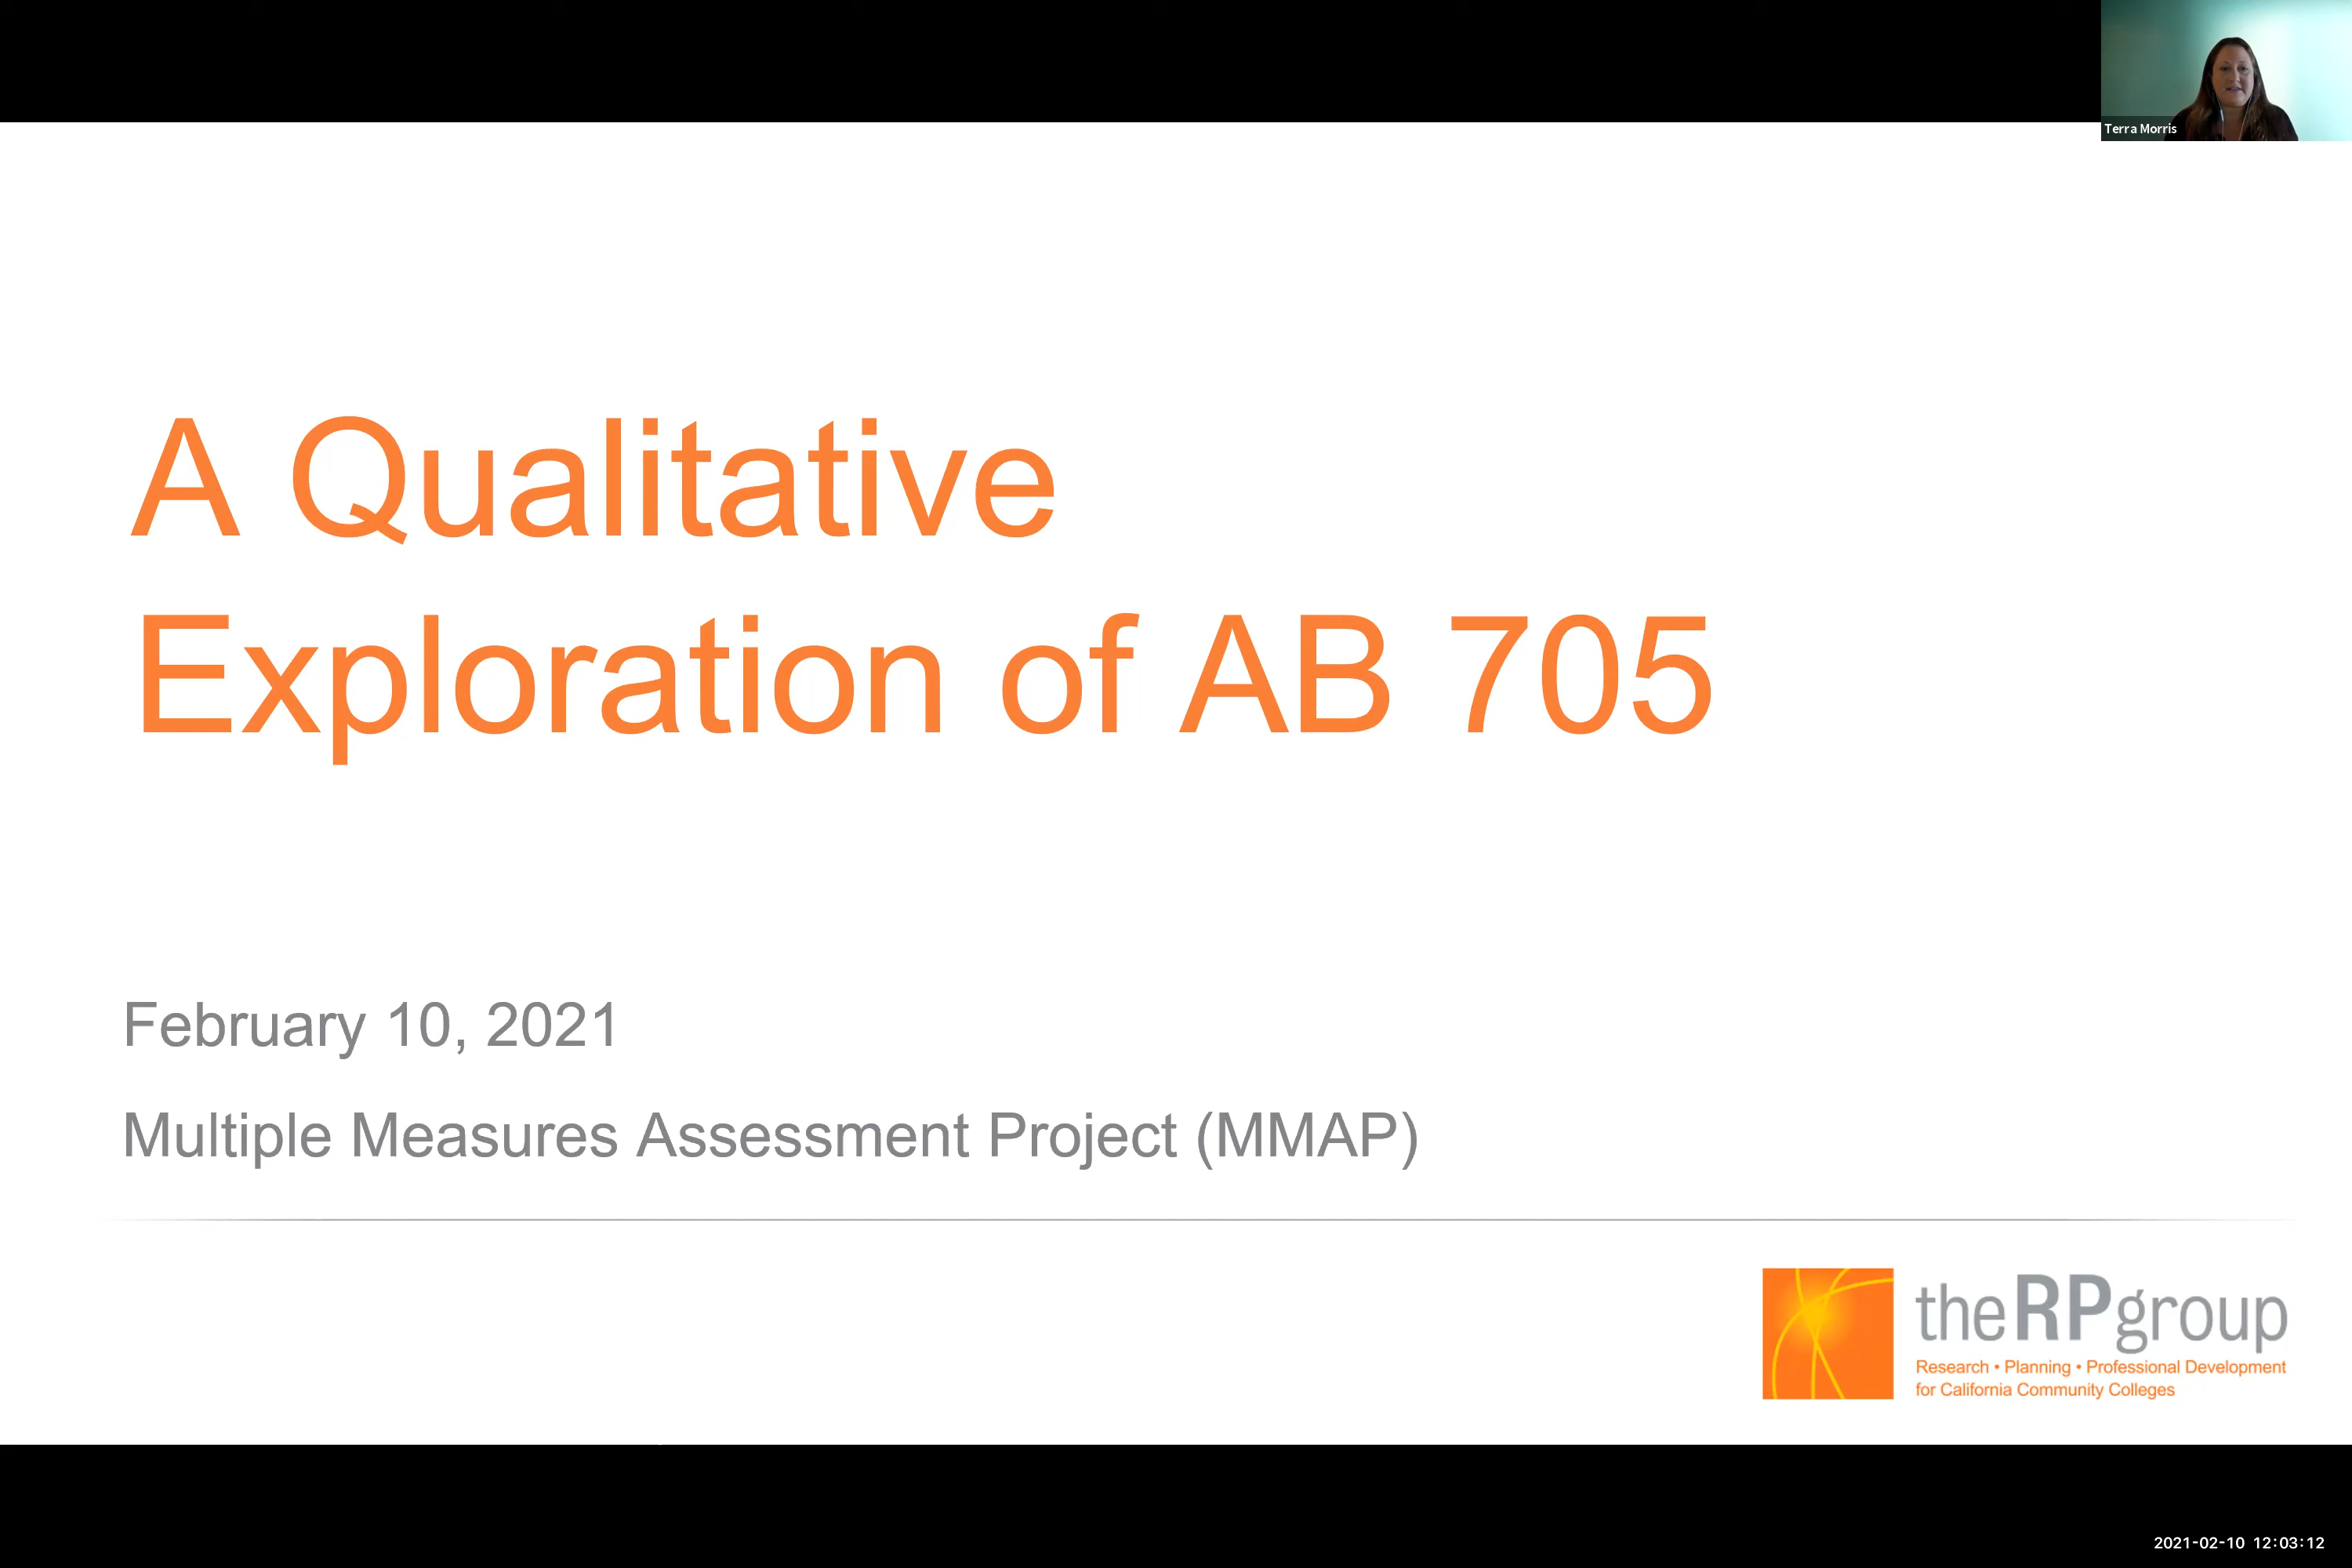 Terra Morris
A Qualitative
Exploration of AB 705
February 10, 2021
Multiple Measures Assessment Project (MMAP)
theRPgroup
Research • Planning • Professional Development
for California Community Colleges
2021-02-10 12:03:12